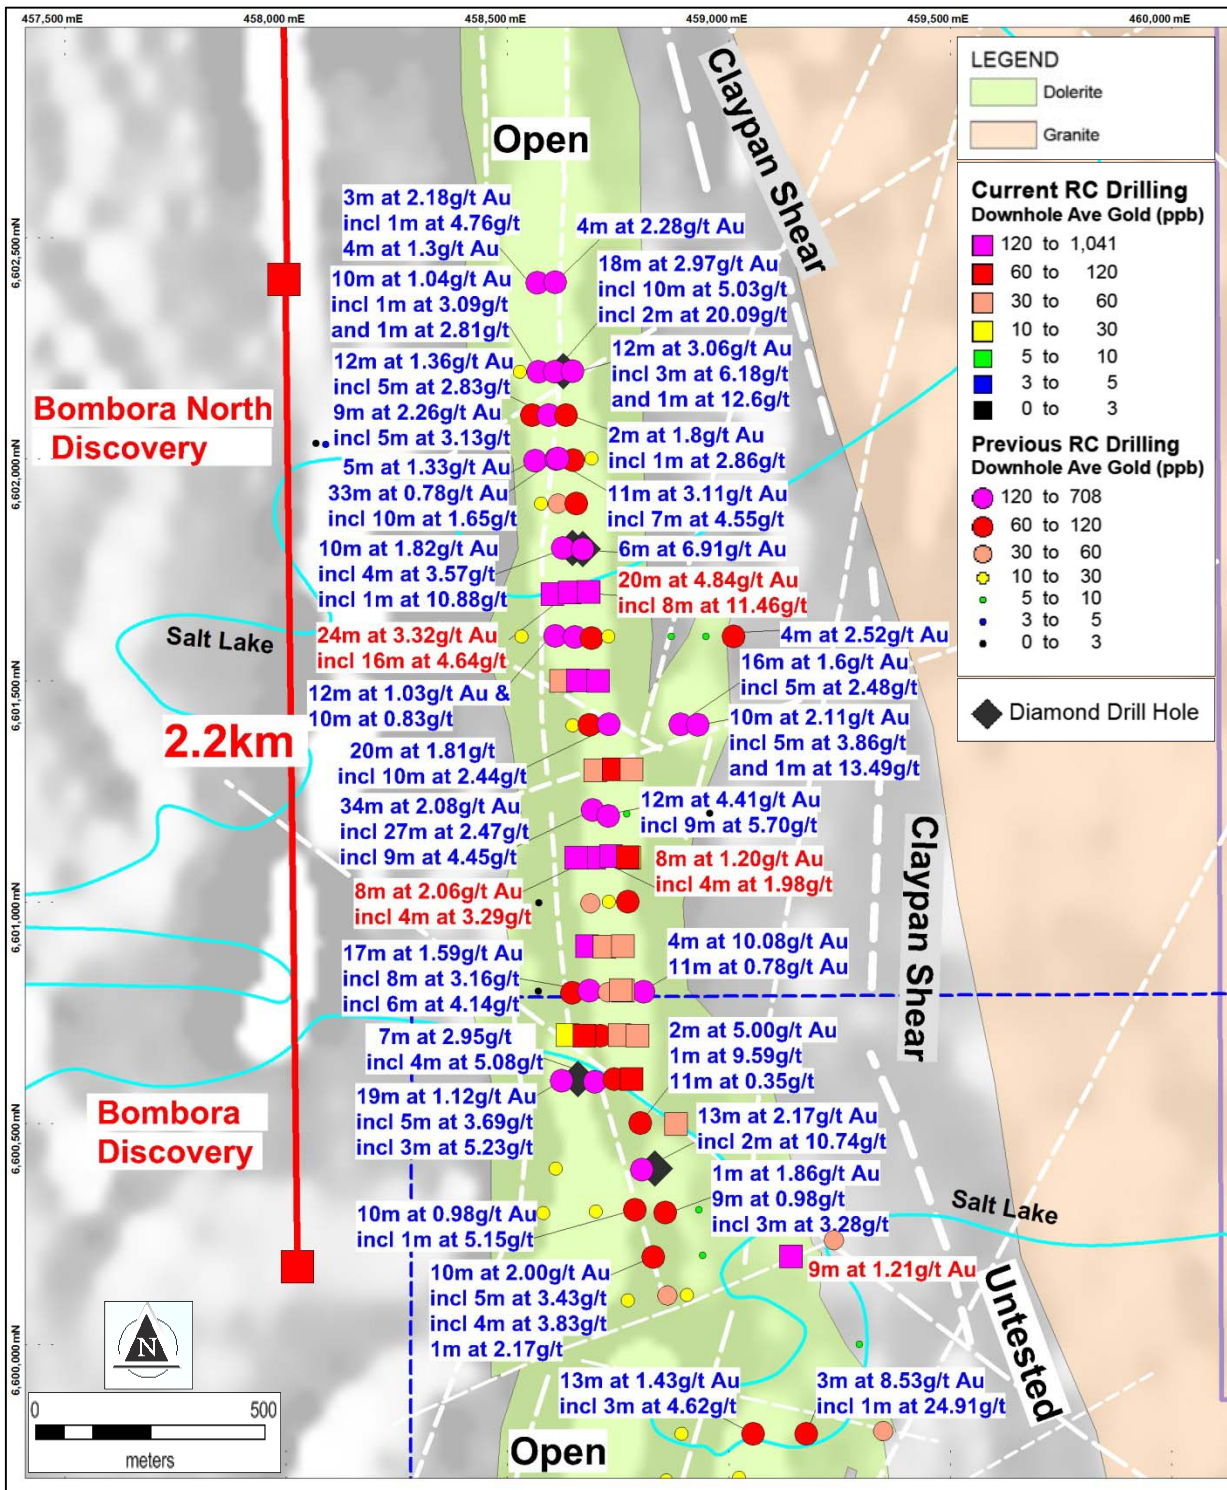 457,500 mE
458,000 mE
458,500 mE
459,000 mE
459,500 mE
460,000 mE
6,602,500 mN
6,602,000 mN
6,601,500 mN
6,601,000 mN
6,600,500 mN
6,600,000 mN
LEGEND
Dolerite
Granite
Current RC Drilling
Downhole Ave Gold (ppb)
120 to 1,041
60 to 120
30 to 60
10 to 30
5 to 10
3 to 5
0 to 3
Previous RC Drilling
Downhole Ave Gold (ppb)
120 to 708
60 to 120
30 to 60
10 to 30
5 to 10
3 to 5
0 to 3
Diamond Drill Hole
Open
Claypan Shear
3m at 2.18g/t Au
incl 1m at 4.76g/t
4m at 1.3g/t Au
4m at 2.28g/t Au
10m at 1.04g/t Au
incl 1m at 3.09g/t
and 1m at 2.81g/t
18m at 2.97g/t Au
incl 10m at 5.03g/t
incl 2m at 20.09g/t
12m at 1.36g/t Au
incl 5m at 2.83g/t
12m at 3.06g/t Au
incl 3m at 6.18g/t
and 1m at 12.6g/t
Bombora North
Discovery
9m at 2.26g/t Au
incl 5m at 3.13g/t
2m at 1.8g/t Au
incl 1m at 2.86g/t
5m at 1.33g/t Au
33m at 0.78g/t Au
incl 10m at 1.65g/t
11m at 3.11g/t Au
incl 7m at 4.55g/t
10m at 1.82g/t Au
incl 4m at 3.57g/t
incl 1m at 10.88g/t
6m at 6.91g/t Au
20m at 4.84g/t Au
incl 8m at 11.46g/t
Salt Lake
24m at 3.32g/t Au
incl 16m at 4.64g/t
4m at 2.52g/t Au
16m at 1.6g/t Au
incl 5m at 2.48g/t
12m at 1.03g/t Au &
10m at 0.83g/t
10m at 2.11g/t Au
incl 5m at 3.86g/t
and 1m at 13.49g/t
2.2km
20m at 1.81g/t
incl 10m at 2.44g/t
34m at 2.08g/t Au
incl 27m at 2.47g/t
incl 9m at 4.45g/t
12m at 4.41g/t Au
incl 9m at 5.70g/t
Claypan Shear
8m at 1.20g/t Au
incl 4m at 1.98g/t
8m at 2.06g/t Au
incl 4m at 3.29g/t
17m at 1.59g/t Au
incl 8m at 3.16g/t
incl 6m at 4.14g/t
4m at 10.08g/t Au
11m at 0.78g/t Au
7m at 2.95g/t
incl 4m at 5.08g/t
2m at 5.00g/t Au
1m at 9.59g/t
11m at 0.35g/t
Bombora
Discovery
19m at 1.12g/t Au
incl 5m at 3.69g/t
incl 3m at 5.23g/t
13m at 2.17g/t Au
incl 2m at 10.74g/t
1m at 1.86g/t Au
9m at 0.98g/t
incl 3m at 3.28g/t
10m at 0.98g/t Au
incl 1m at 5.15g/t
Salt Lake
9m at 1.21g/t Au
10m at 2.00g/t Au
incl 5m at 3.43g/t
incl 4m at 3.83g/t
1m at 2.17g/t
Untested
N
0 500
meters
13m at 1.43g/t Au
incl 3m at 4.62g/t
3m at 8.53g/t Au
incl 1m at 24.91g/t
Open